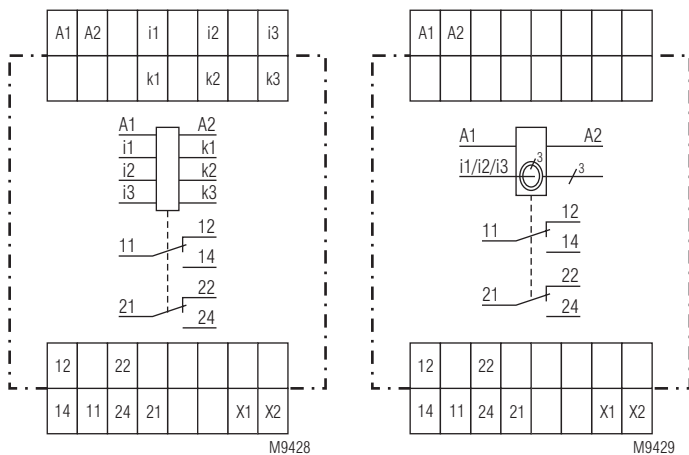 A1 A2 i1 i2 i3
k1 k2 k3
A1 A2
i1 k1
i2 k2
i3 k3
12
11
14
22
21
24
12 22
14 11 24 21 X1 X2
M9428
A1 A2
A1 A2
3
i1/i2/i3 3
12
11
14
22
21
24
12 22
14 11 24 21 X1 X2
M9429